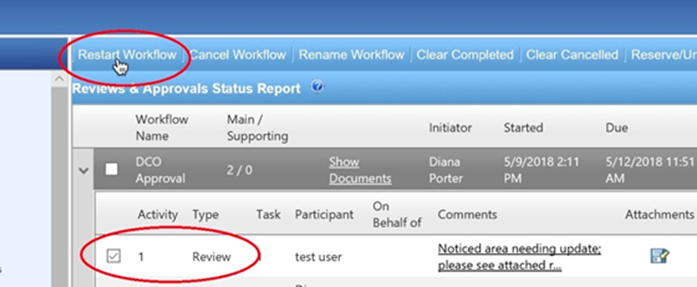 Restart Workflow Cancel Workflow Rename Workflow Clear Completed Clear Cancelled Reserve/Ur
Reviews & Approvals Status Report ?
Workflow Name Main / Supporting Initiator Started Due
DCO Approval 2 / 0 Show Documents Diana Porter 5/9/2018 2:11 PM 5/12/2018 11:51 AM
Activity Type Task Participant On Behalf of Comments Attachments
1 Review test user Noticed area needing update; please see attached r...